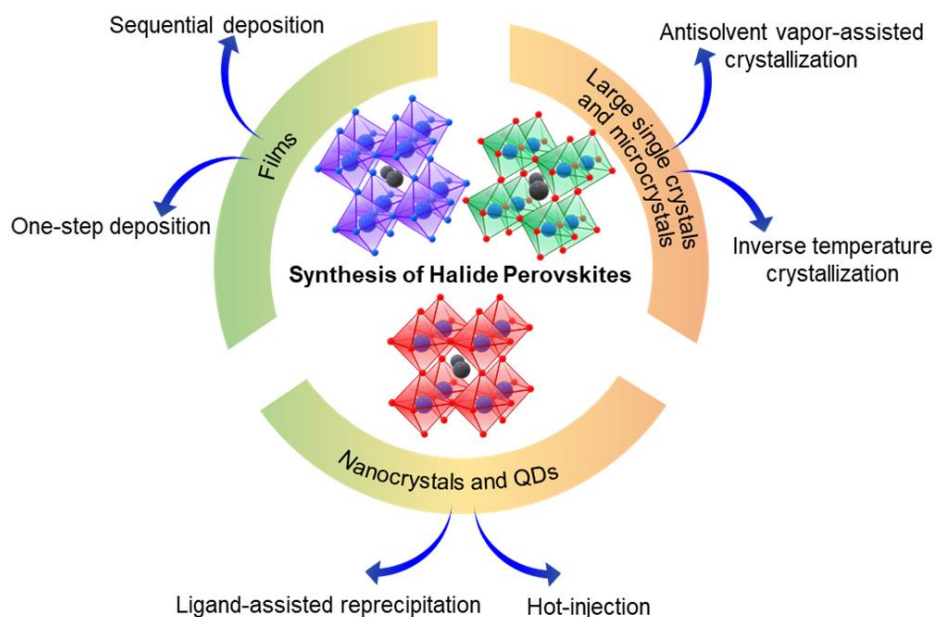 Sequential deposition
Films
One-step deposition
Antisolvent vapor-assisted
crystallization
Large single crystals
and microcrystals
Inverse temperature
crystallization
Synthesis of Halide Perovskites
Nanocrystals and QDs
Ligand-assisted reprecipitation
Hot-injection